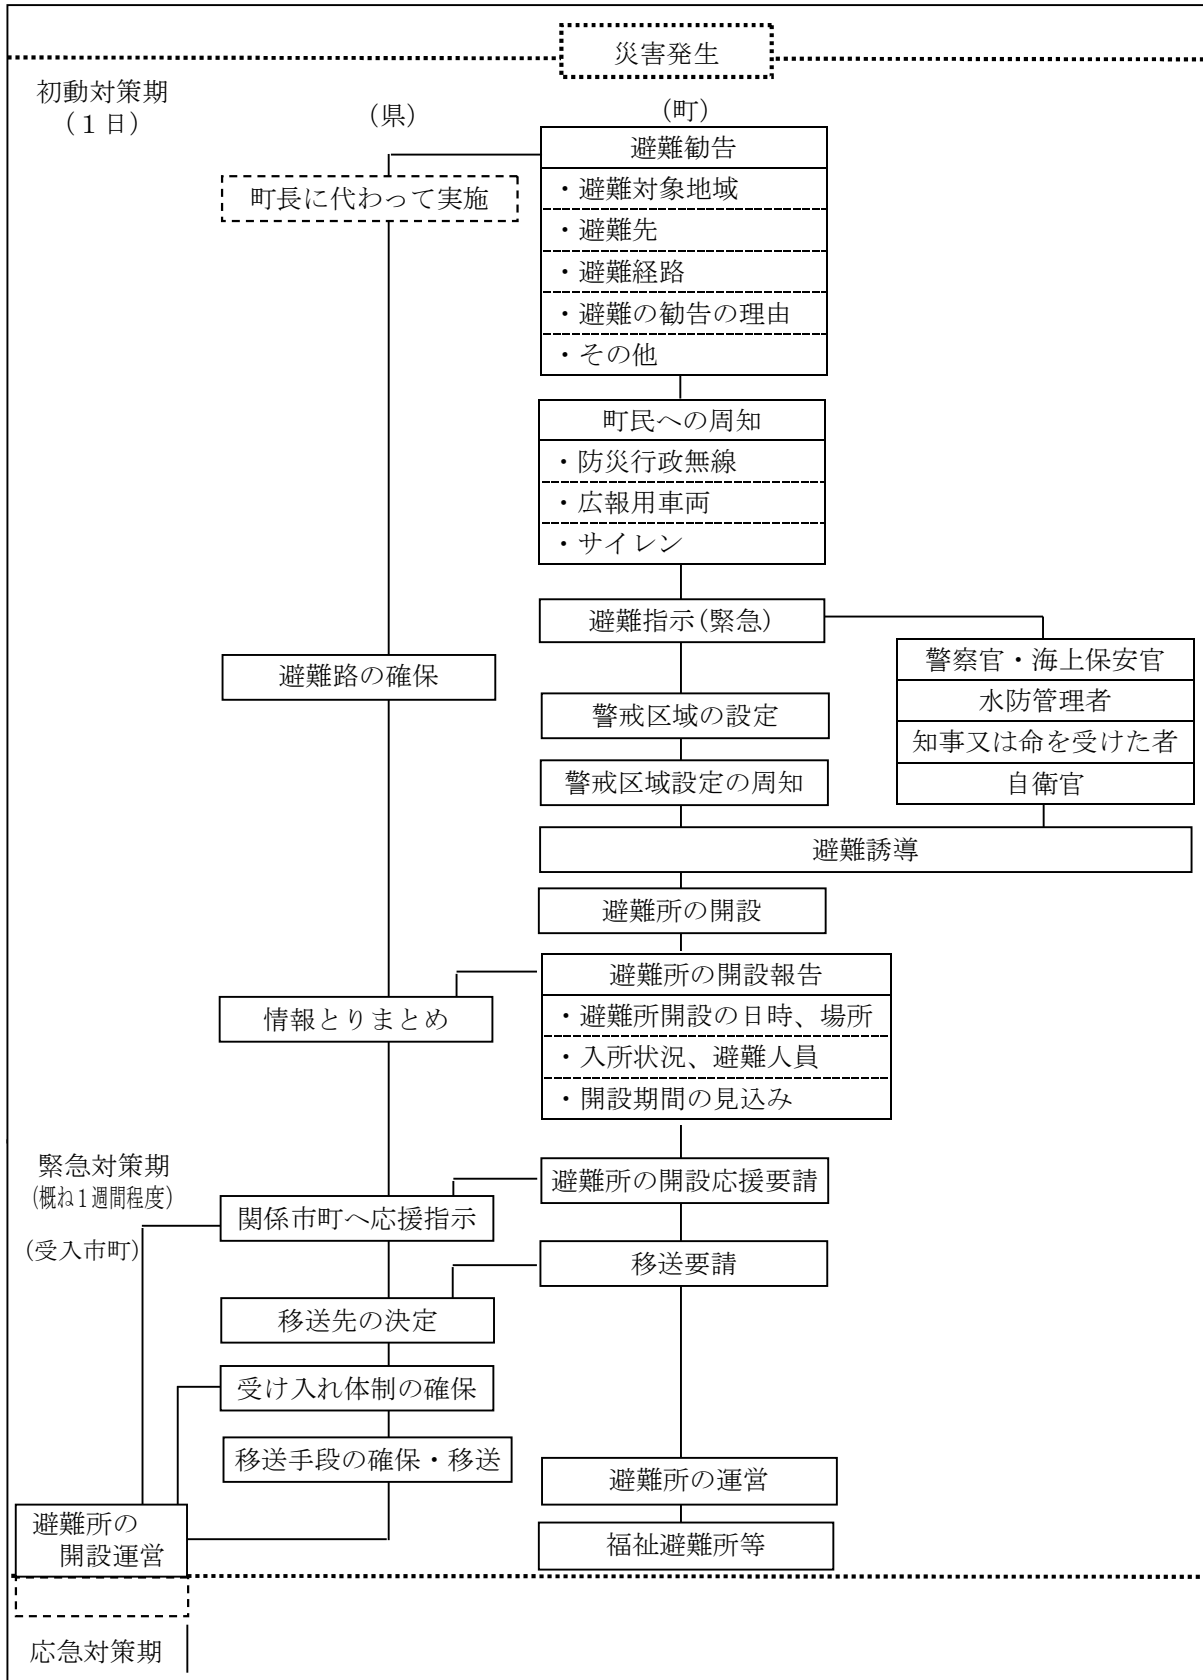 災害発生
初動対策期
（１日）
（県）
（町）
避難勧告
町長に代わって実施
・避難対象地域
・避難先
・避難経路
・避難の勧告の理由
・その他
町民への周知
・防災行政無線
・広報用車両
・サイレン
避難指示（緊急）
警察官・海上保安官
避難路の確保
水防管理者
警戒区域の設定
知事又は命を受けた者
警戒区域設定の周知
自衛官
避難誘導
避難所の開設
避難所の開設報告
情報とりまとめ
・避難所開設の日時、場所
・入所状況、避難人員
・開設期間の見込み
緊急対策期
（概ね１週間程度）
避難所の開設応援要請
関係市町へ応援指示
（受入市町）
移送要請
移送先の決定
受け入れ体制の確保
移送手段の確保・移送
避難所の運営
避難所の
開設運営
福祉避難所等
応急対策期